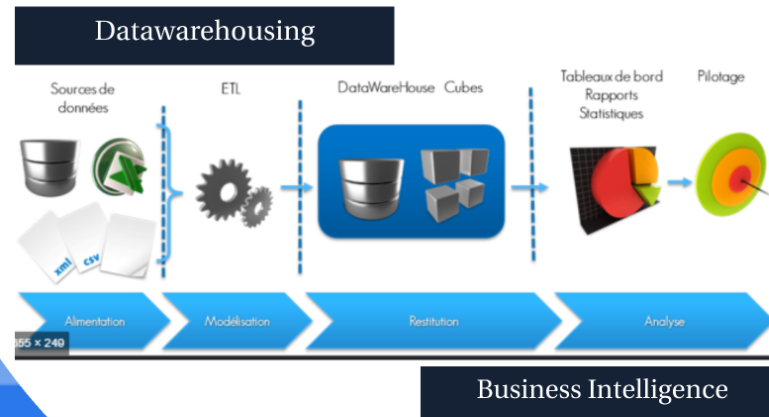 Datawarehousing
Sources de
données
ETL
DataWareHouse Cubes
Tableaux de bord
Rapports
Statistiques
Pilotage
xml
csv
Alimentation
Modélisation
Restitution
Analyse
355 × 249
Business Intelligence